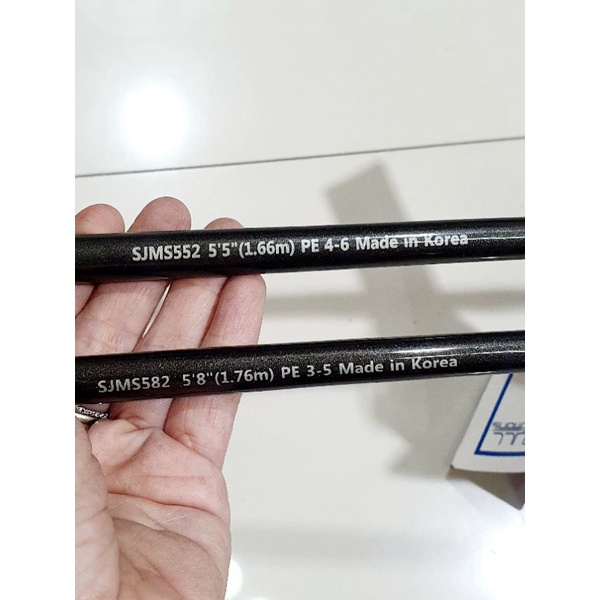 SJMS552 5'5"(1.66m) PE 4-6 Made in Korea
SJMS582 5'8"(1.76m) PE 3-5 Made in Korea